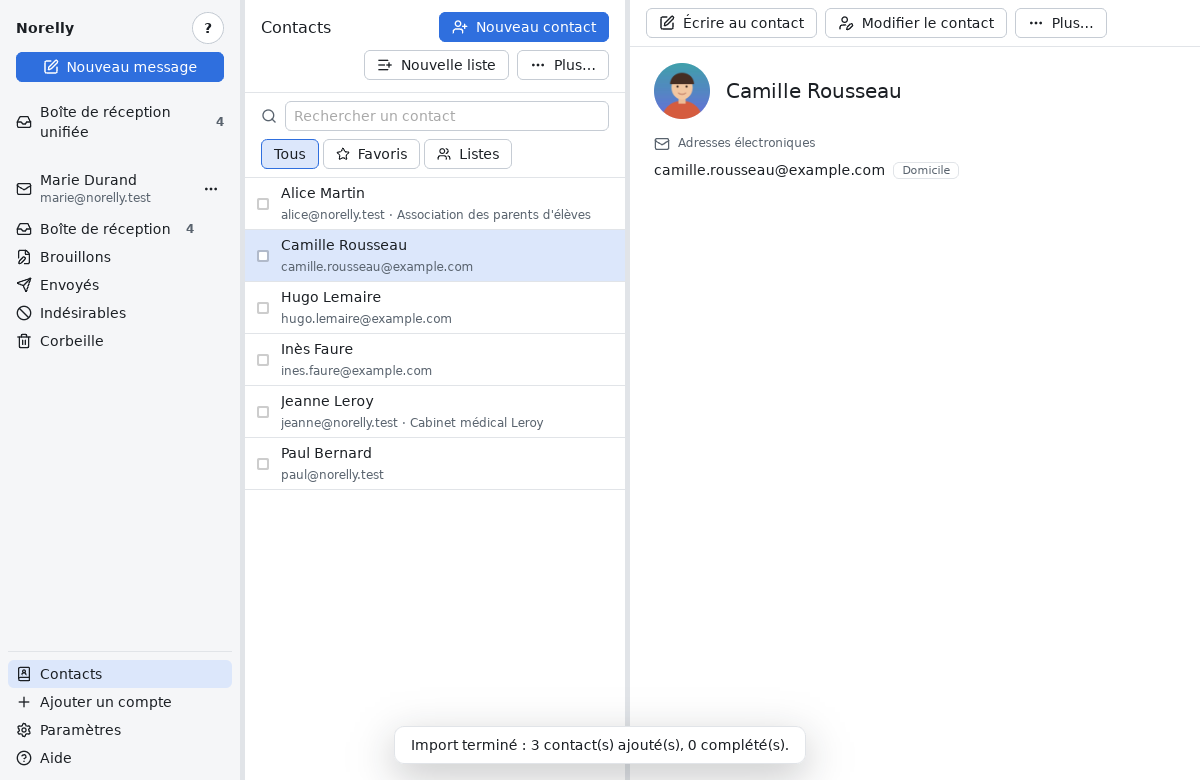 Norelly
?
Nouveau message
Boîte de réception
unifiée
4
Marie Durand
marie@norelly.test
Boîte de réception 4
Brouillons
Envoyés
Indésirables
Corbeille
Contacts
Ajouter un compte
Paramètres
Aide
Contacts
Nouveau contact
Nouvelle liste
Plus...
Rechercher un contact
Tous
Favoris
Listes
Alice Martin
alice@norelly.test · Association des parents d'élèves
Camille Rousseau
camille.rousseau@example.com
Hugo Lemaire
hugo.lemaire@example.com
Inès Faure
ines.faure@example.com
Jeanne Leroy
jeanne@norelly.test · Cabinet médical Leroy
Paul Bernard
paul@norelly.test
Écrire au contact
Modifier le contact
Plus...
Camille Rousseau
Adresses électroniques
camille.rousseau@example.com Domicile
Import terminé : 3 contact(s) ajouté(s), 0 complété(s).